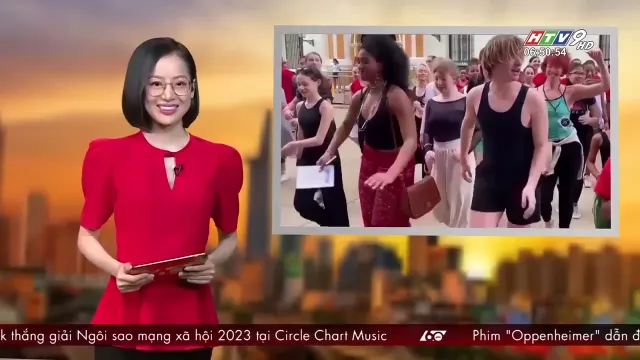 HTV9 HD
06:50:54
k thắng giải Ngôi sao mạng xã hội 2023 tại Circle Chart Music
60
Phim "Oppenheimer" dẫn đ